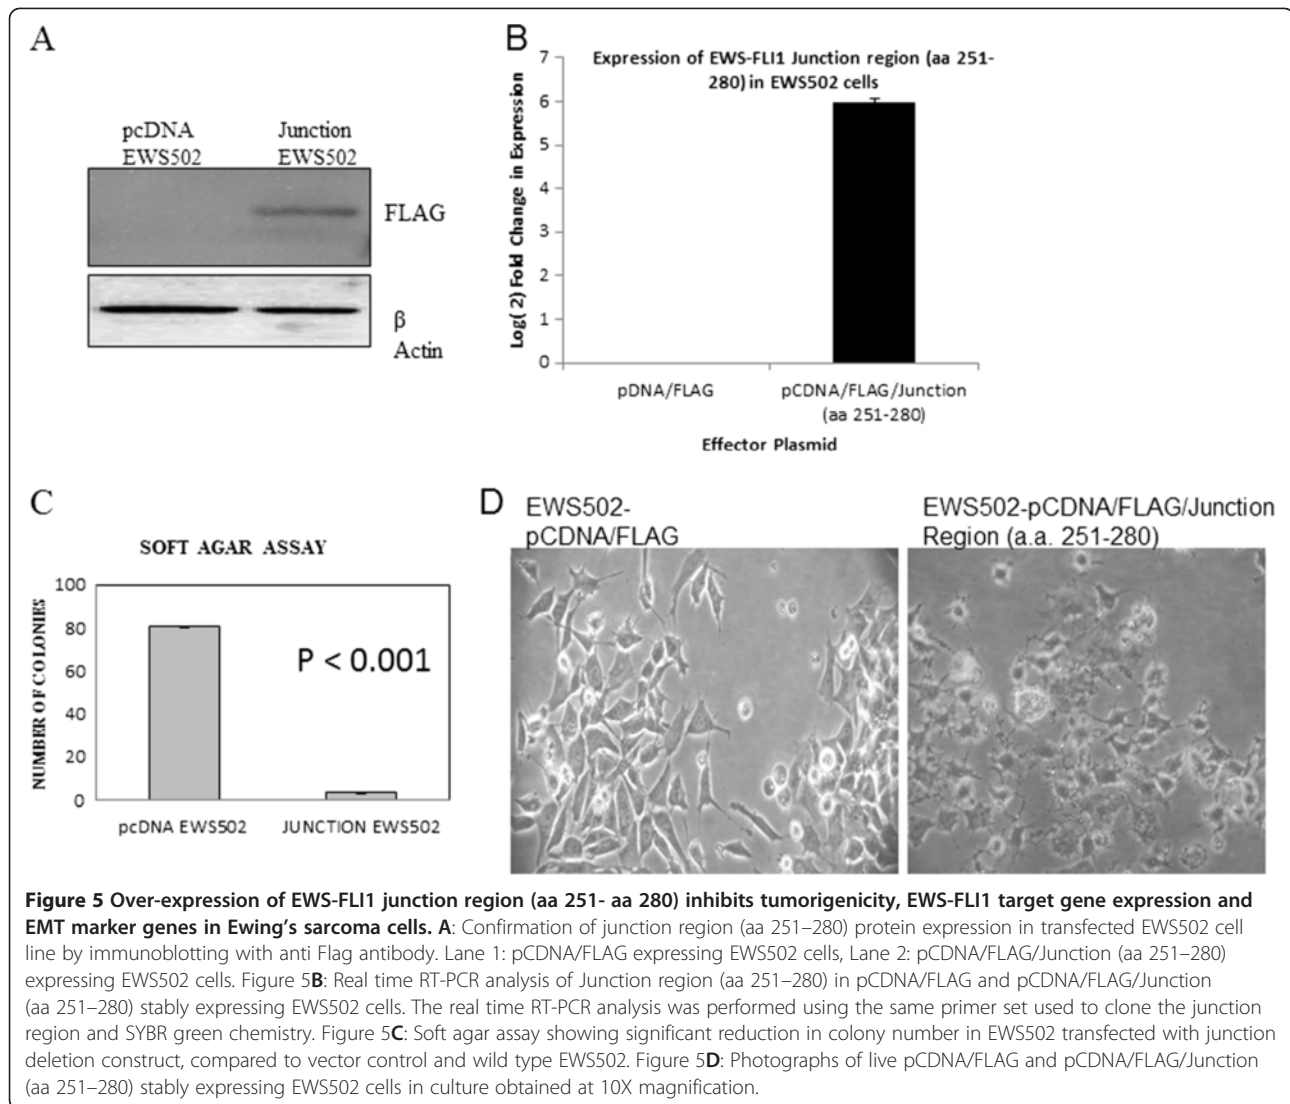 A
pcDNA
EWS502
Junction
EWS502
FLAG
β
Actin
B
Expression of EWS-FLI1 Junction region (aa 251-
280) in EWS502 cells
Log( 2) Fold Change in Expression
7
6
5
4
3
2
1
0
pDNA/FLAG
pCDNA/FLAG/Junction
(aa 251-280)
Effector Plasmid
C
SOFT AGAR ASSAY
NUMBER OF COLONIES
100
80
60
40
20
0
P < 0.001
pcDNA EWS502
JUNCTION EWS502
D
EWS502-
pCDNA/FLAG
EWS502-pCDNA/FLAG/Junction
Region (a.a. 251-280)
Figure 5 Over-expression of EWS-FLI1 junction region (aa 251- aa 280) inhibits tumorigenicity, EWS-FLI1 target gene expression and
EMT marker genes in Ewing's sarcoma cells. A: Confirmation of junction region (aa 251–280) protein expression in transfected EWS502 cell
line by immunoblotting with anti Flag antibody. Lane 1: pCDNA/FLAG expressing EWS502 cells, Lane 2: pCDNA/FLAG/Junction (aa 251–280)
expressing EWS502 cells. Figure 5B: Real time RT-PCR analysis of Junction region (aa 251–280) in pCDNA/FLAG and pCDNA/FLAG/Junction
(aa 251–280) stably expressing EWS502 cells. The real time RT-PCR analysis was performed using the same primer set used to clone the junction
region and SYBR green chemistry. Figure 5C: Soft agar assay showing significant reduction in colony number in EWS502 transfected with junction
deletion construct, compared to vector control and wild type EWS502. Figure 5D: Photographs of live pCDNA/FLAG and pCDNA/FLAG/Junction
(aa 251–280) stably expressing EWS502 cells in culture obtained at 10X magnification.